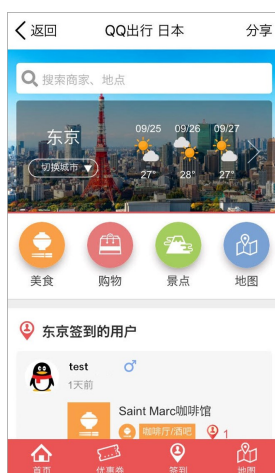 返回 QQ出行 日本 分享
搜索商家、地点
09/25 09/26 09/27
东京
切换城市
27° 28° 27°
美食 购物 景点 地图
东京签到的用户
test
1天前
Saint Marc咖啡馆
咖啡厅/酒吧 1
首页 优惠券 签到 地图